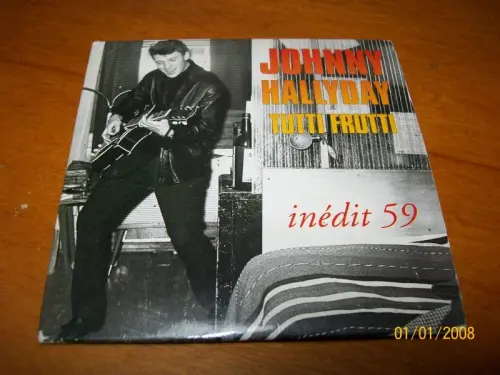 JOHNNY
HALLYDAY
TUTTI FRUTTI
inédit 59
01/01/2008